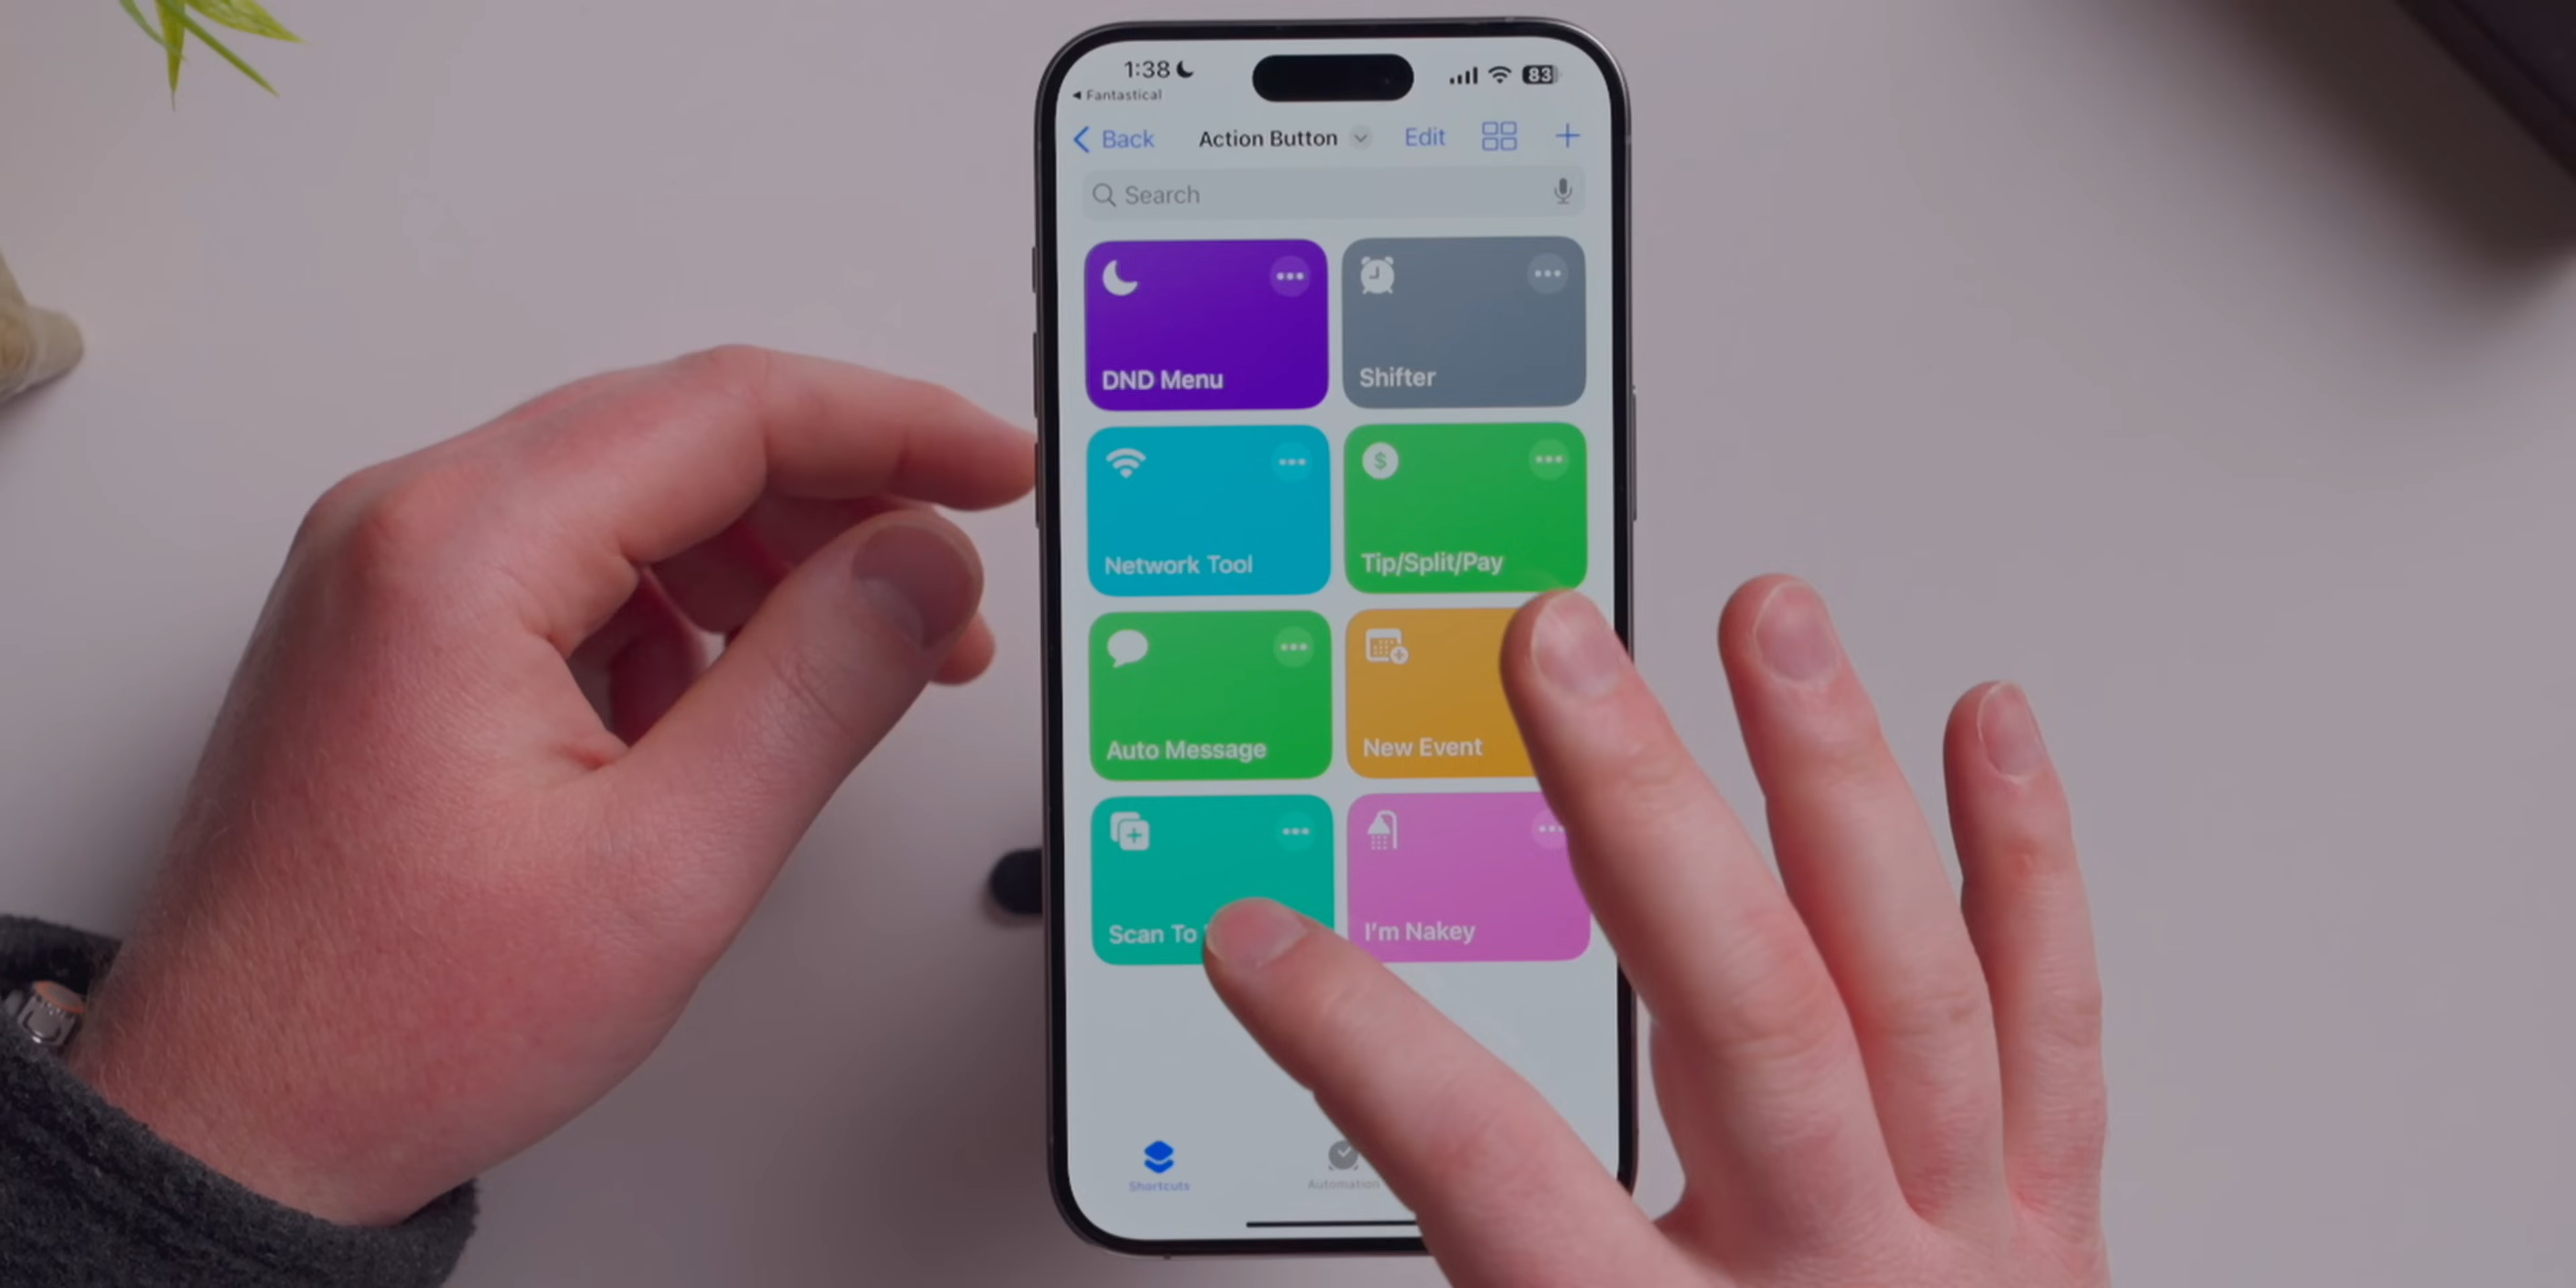 1:38
83
Fantastical
Back
Action Button
Edit
Search
DND Menu
Shifter
Network Tool
$
Tip/Split/Pay
Auto Message
New Event
Scan To
I'm Nakey
Shortcuts
Automation